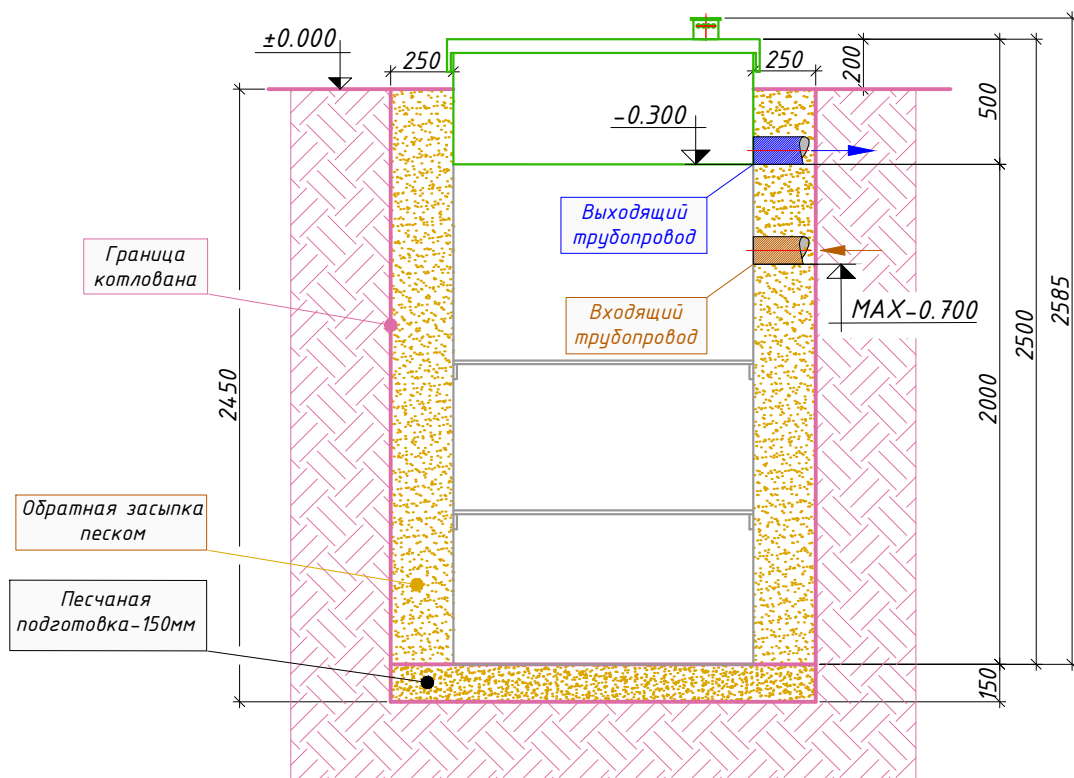 ±0.000
250
250
200
500
-0.300
Выходящий
трубопровод
Граница
котлована
Входящий
трубопровод
MAX-0.700
2585
2500
2450
2000
Обратная засыпка
песком
Песчаная
подготовка-150мм
150